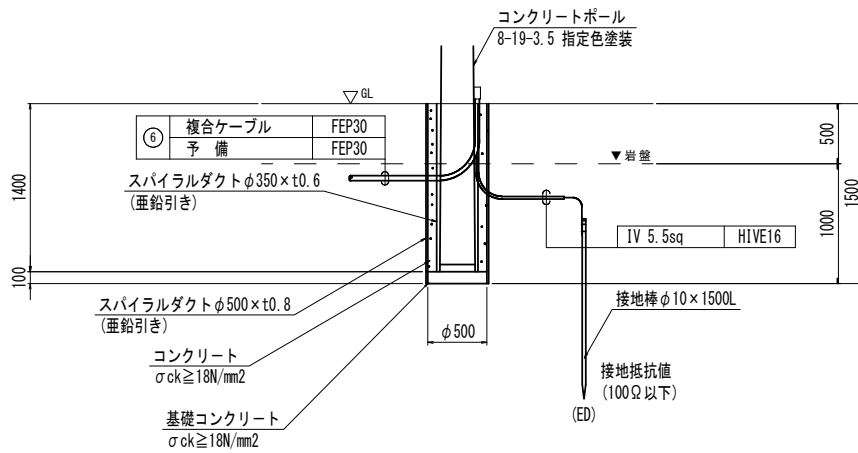 コンクリートポール
8-19-3.5 指定色塗装
GL
⑥ 複合ケーブル FEP30
予 備 FEP30
500
▼岩盤
スパイラルダクトφ350×t0.6
(亜鉛引き)
1400
1500
1000
IV 5.5sq HIVE16
100
スパイラルダクトφ500×t0.8
(亜鉛引き)
接地棒φ10×1500L
φ500
コンクリート
σck≧18N/mm2
接地抵抗値
(100Ω以下)
(ED)
基礎コンクリート
σck≧18N/mm2